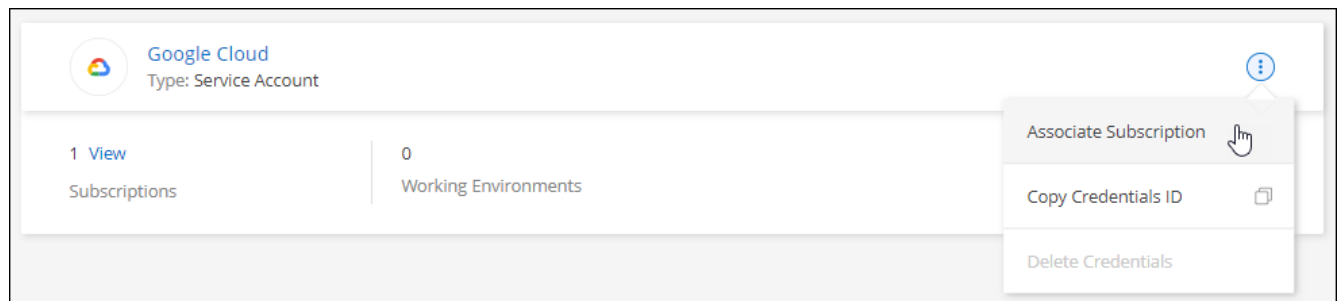 Google Cloud
Type: Service Account
1 View
Subscriptions
0
Working Environments
Associate Subscription
Copy Credentials ID
Delete Credentials